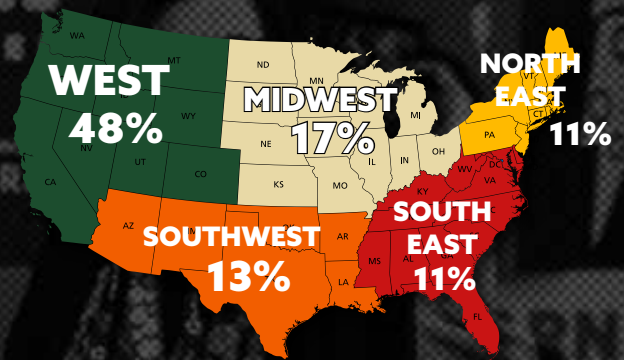 WA
MT
ND
MN
VT
NORTH
EAST
11%
WEST
48%
MIDWEST
17%
WY
MI
CT
PA
NE
IL
IN
OH
NV
UT
CO
CA
KS
MO
WV
DC
VA
KY
SOUTH
EAST
11%
AZ
SOUTHWEST
13%
AR
MS
AL
GA
LA
FL